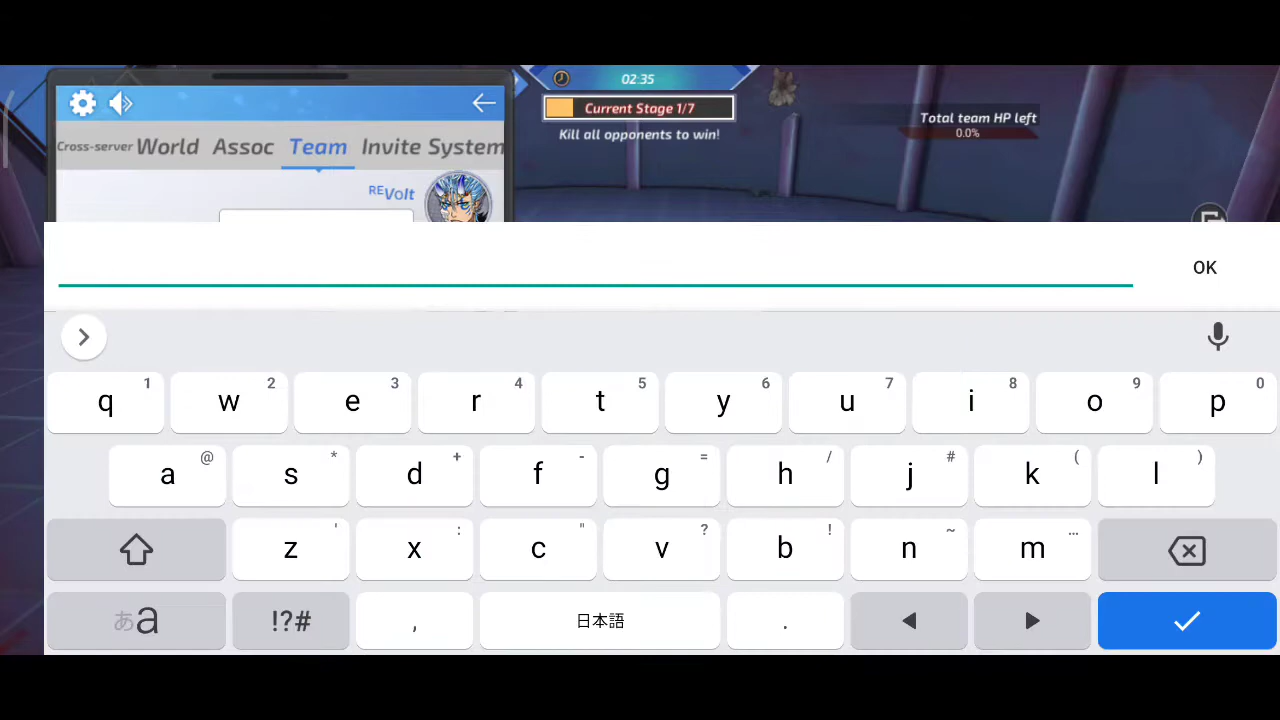 02:35
Current Stage 1/7
Kill all opponents to win!
Total team HP left
0.0%
Cross-server World Assoc Team Invite System
REVolt
OK
q 1 w 2 e 3 r 4 t 5 y 6 u 7 i 8 o 9 p 0
a @ s * d + f - g = h / j # k ( l )
z ' x : c " v ? b ! n ~ m …
あa !?# , 日本語 .